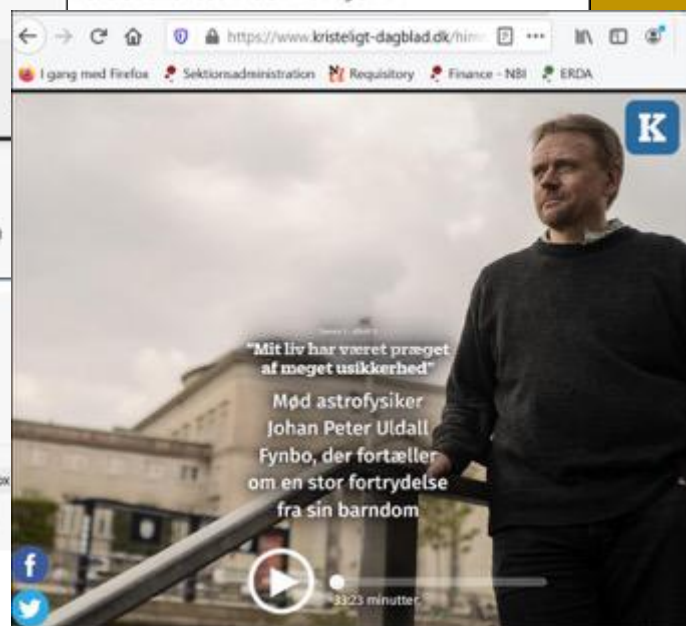 https://www.kristeligt-dagblad.dk/him
I gang med Firefox
Sektionsadministration
Requisitory
Finance - NBI
ERDA
K
"Mit liv har været præget
af meget usikkerhed"
Mød astrofysiker
Johan Peter Uldall
Fynbo, der fortæller
om en stor fortrydelse
fra sin barndom
33:23 minutter.